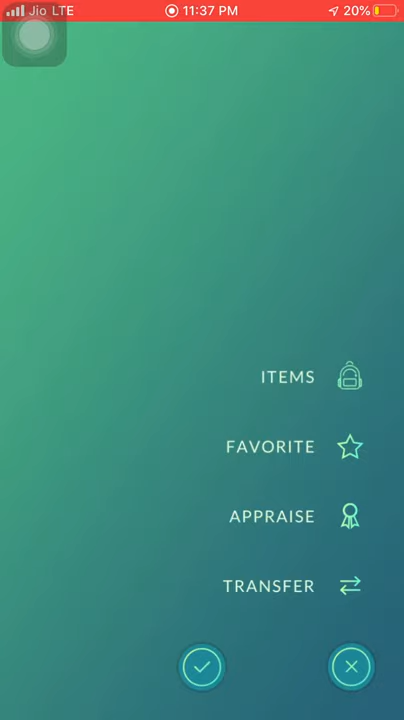 Jio LTE 11:37 PM 20%
ITEMS
FAVORITE
APPRAISE
TRANSFER